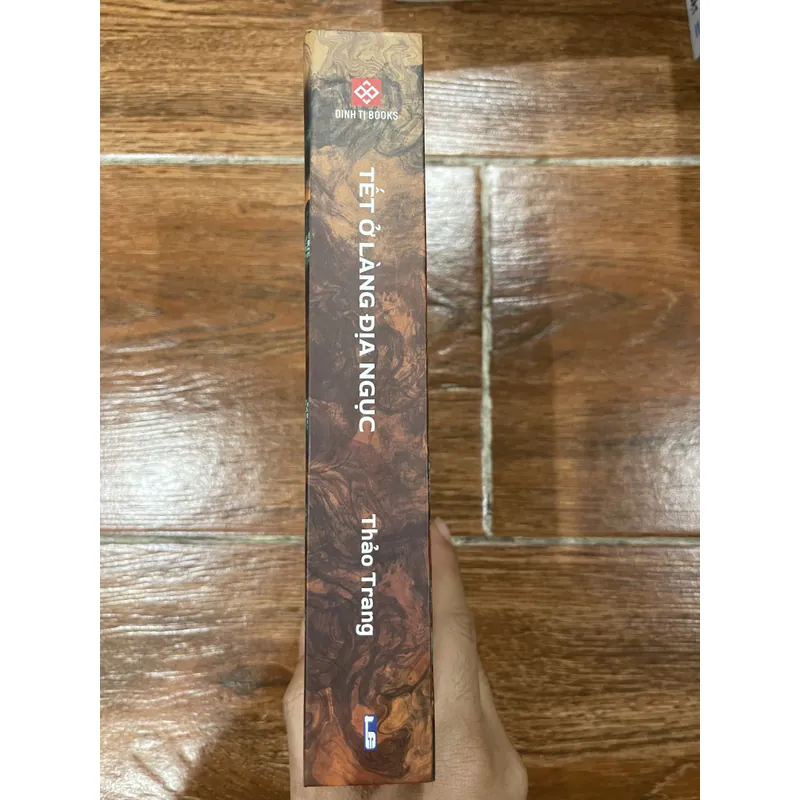 ĐINH TỊ BOOKS
TẾT Ở LÀNG ĐỊA NGỤC
Thảo Trang